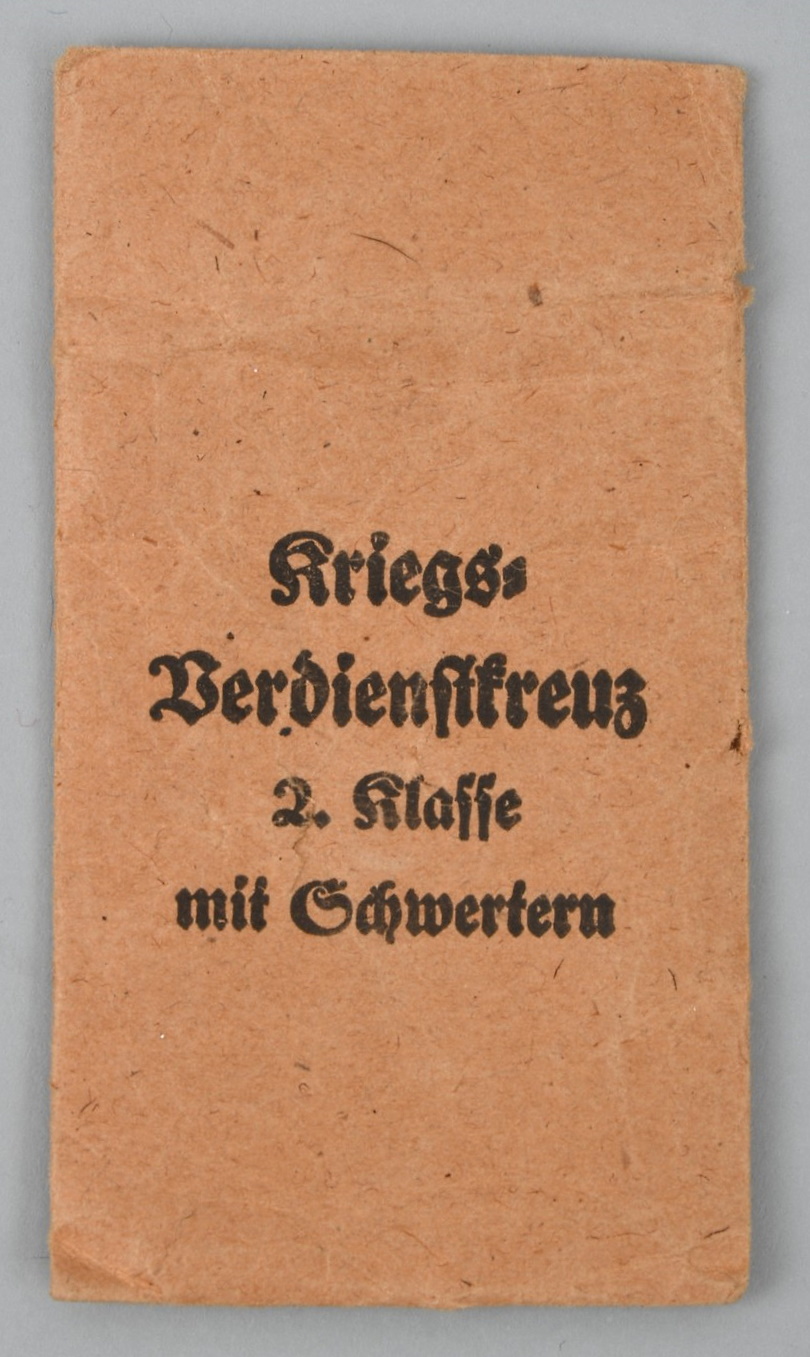 Kriegs-
Verdienstkreuz
2. Klasse
mit Schwertern